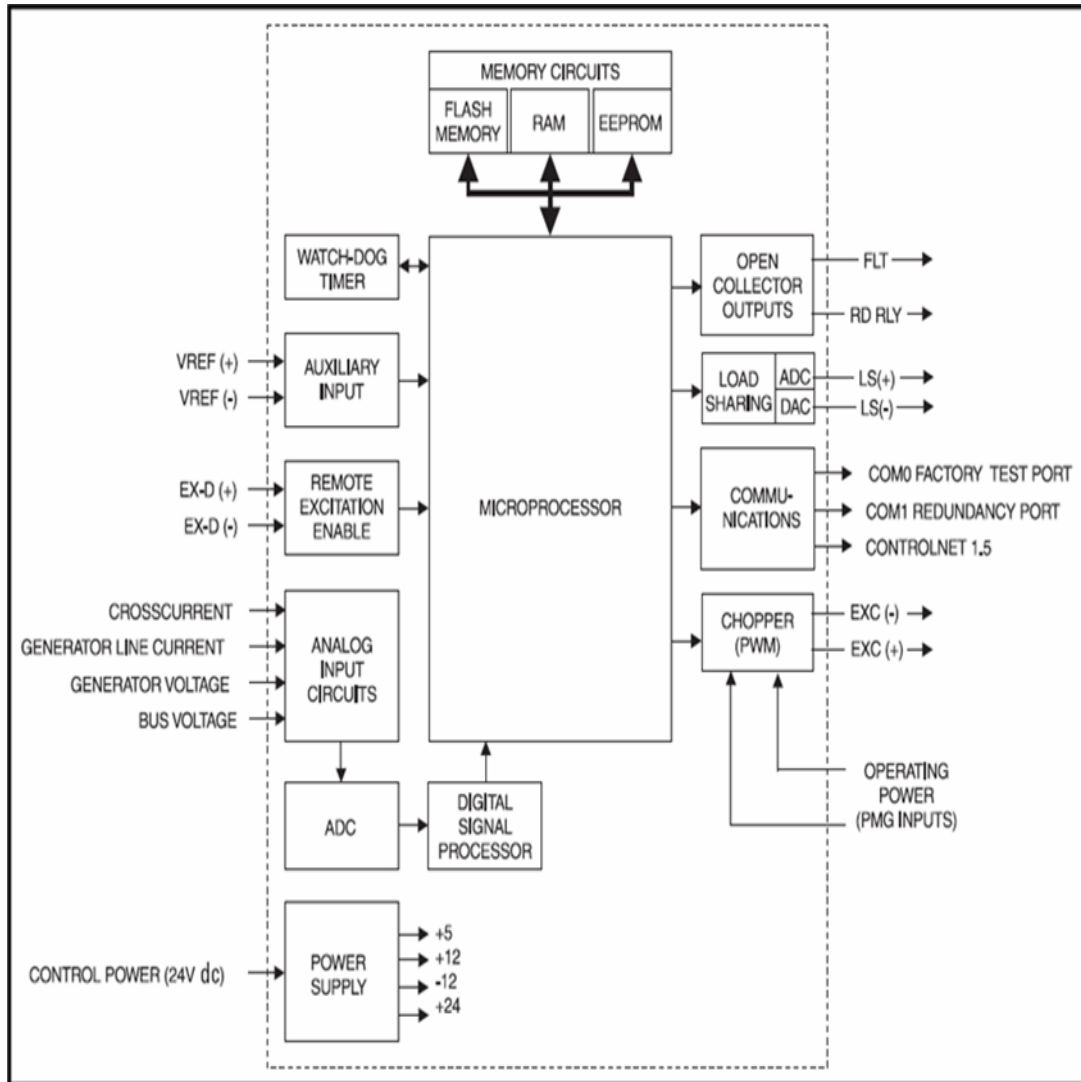 MEMORY CIRCUITS
FLASH
MEMORY
RAM
EEPROM
WATCH-DOG
TIMER
VREF (+)
VREF (-)
AUXILIARY
INPUT
EX-D (+)
EX-D (-)
REMOTE
EXCITATION
ENABLE
CROSSCURRENT
GENERATOR LINE CURRENT
GENERATOR VOLTAGE
BUS VOLTAGE
ANALOG
INPUT
CIRCUITS
ADC
DIGITAL
SIGNAL
PROCESSOR
MICROPROCESSOR
OPEN
COLLECTOR
OUTPUTS
FLT
RD RLY
LOAD
SHARING
ADC
DAC
LS(+)
LS(-)
COMMU-
NICATIONS
COM0 FACTORY TEST PORT
COM1 REDUNDANCY PORT
CONTROLNET 1.5
CHOPPER
(PWM)
EXC (-)
EXC (+)
OPERATING
POWER
(PMG INPUTS)
CONTROL POWER (24V dc)
POWER
SUPPLY
+5
+12
-12
+24